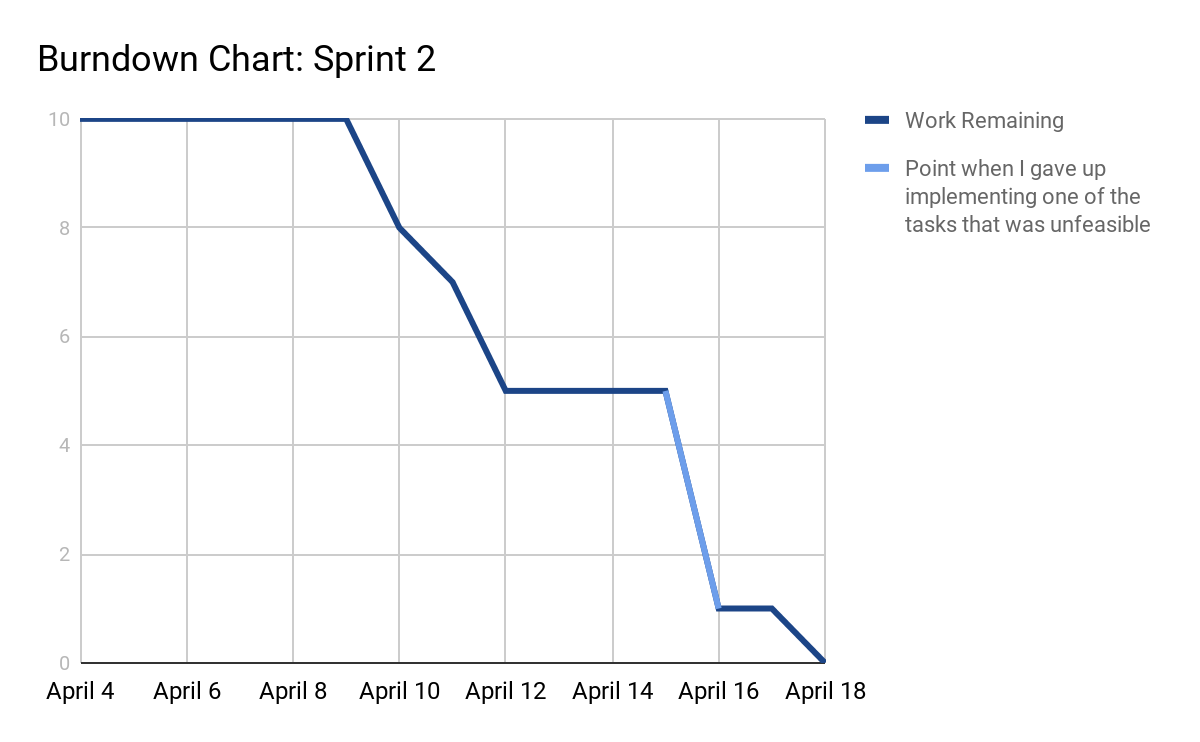 Burndown Chart: Sprint 2
10
8
6
4
2
0
April 4
April 6
April 8
April 10
April 12
April 14
April 16
April 18
Work Remaining
Point when I gave up
implementing one of the
tasks that was unfeasible